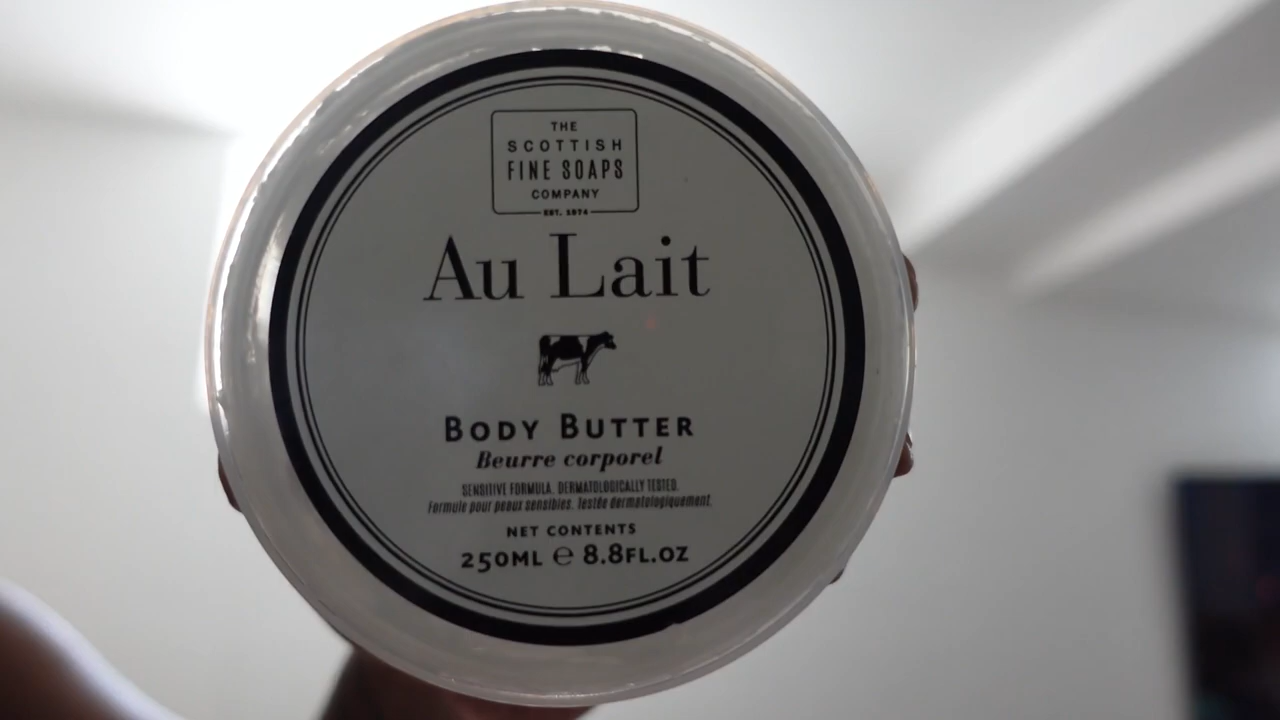 THE
SCOTTISH
FINE SOAPS
COMPANY
EST. 1974
Au Lait
BODY BUTTER
Beurre corporel
SENSITIVE FORMULA. DERMATOLOGICALLY TESTED.
Formule pour peaux sensibles. Testée dermatologiquement.
NET CONTENTS
250ML ℮ 8.8FL.OZ